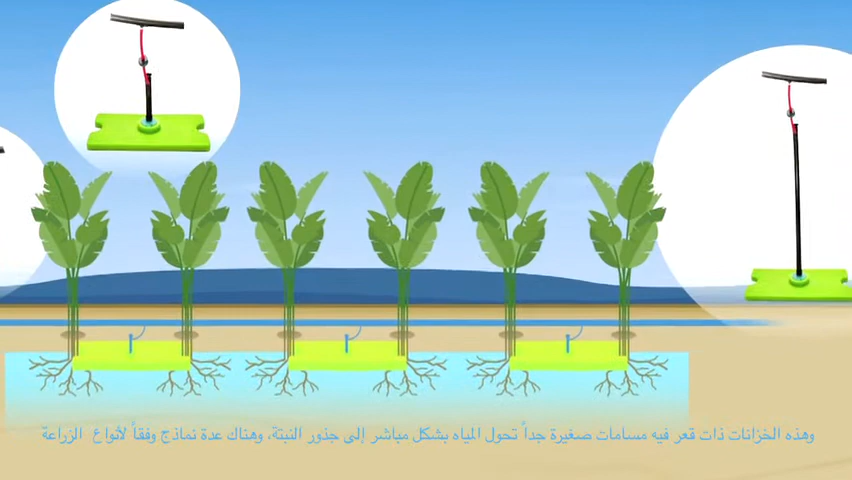 وهذه الخزانات ذات قعر فيه مسامات صغيرة جداً تحول المياه بشكل مباشر إلى جذور النبتة، وهناك عدة نماذج وفقاً لأنواع الزراعة